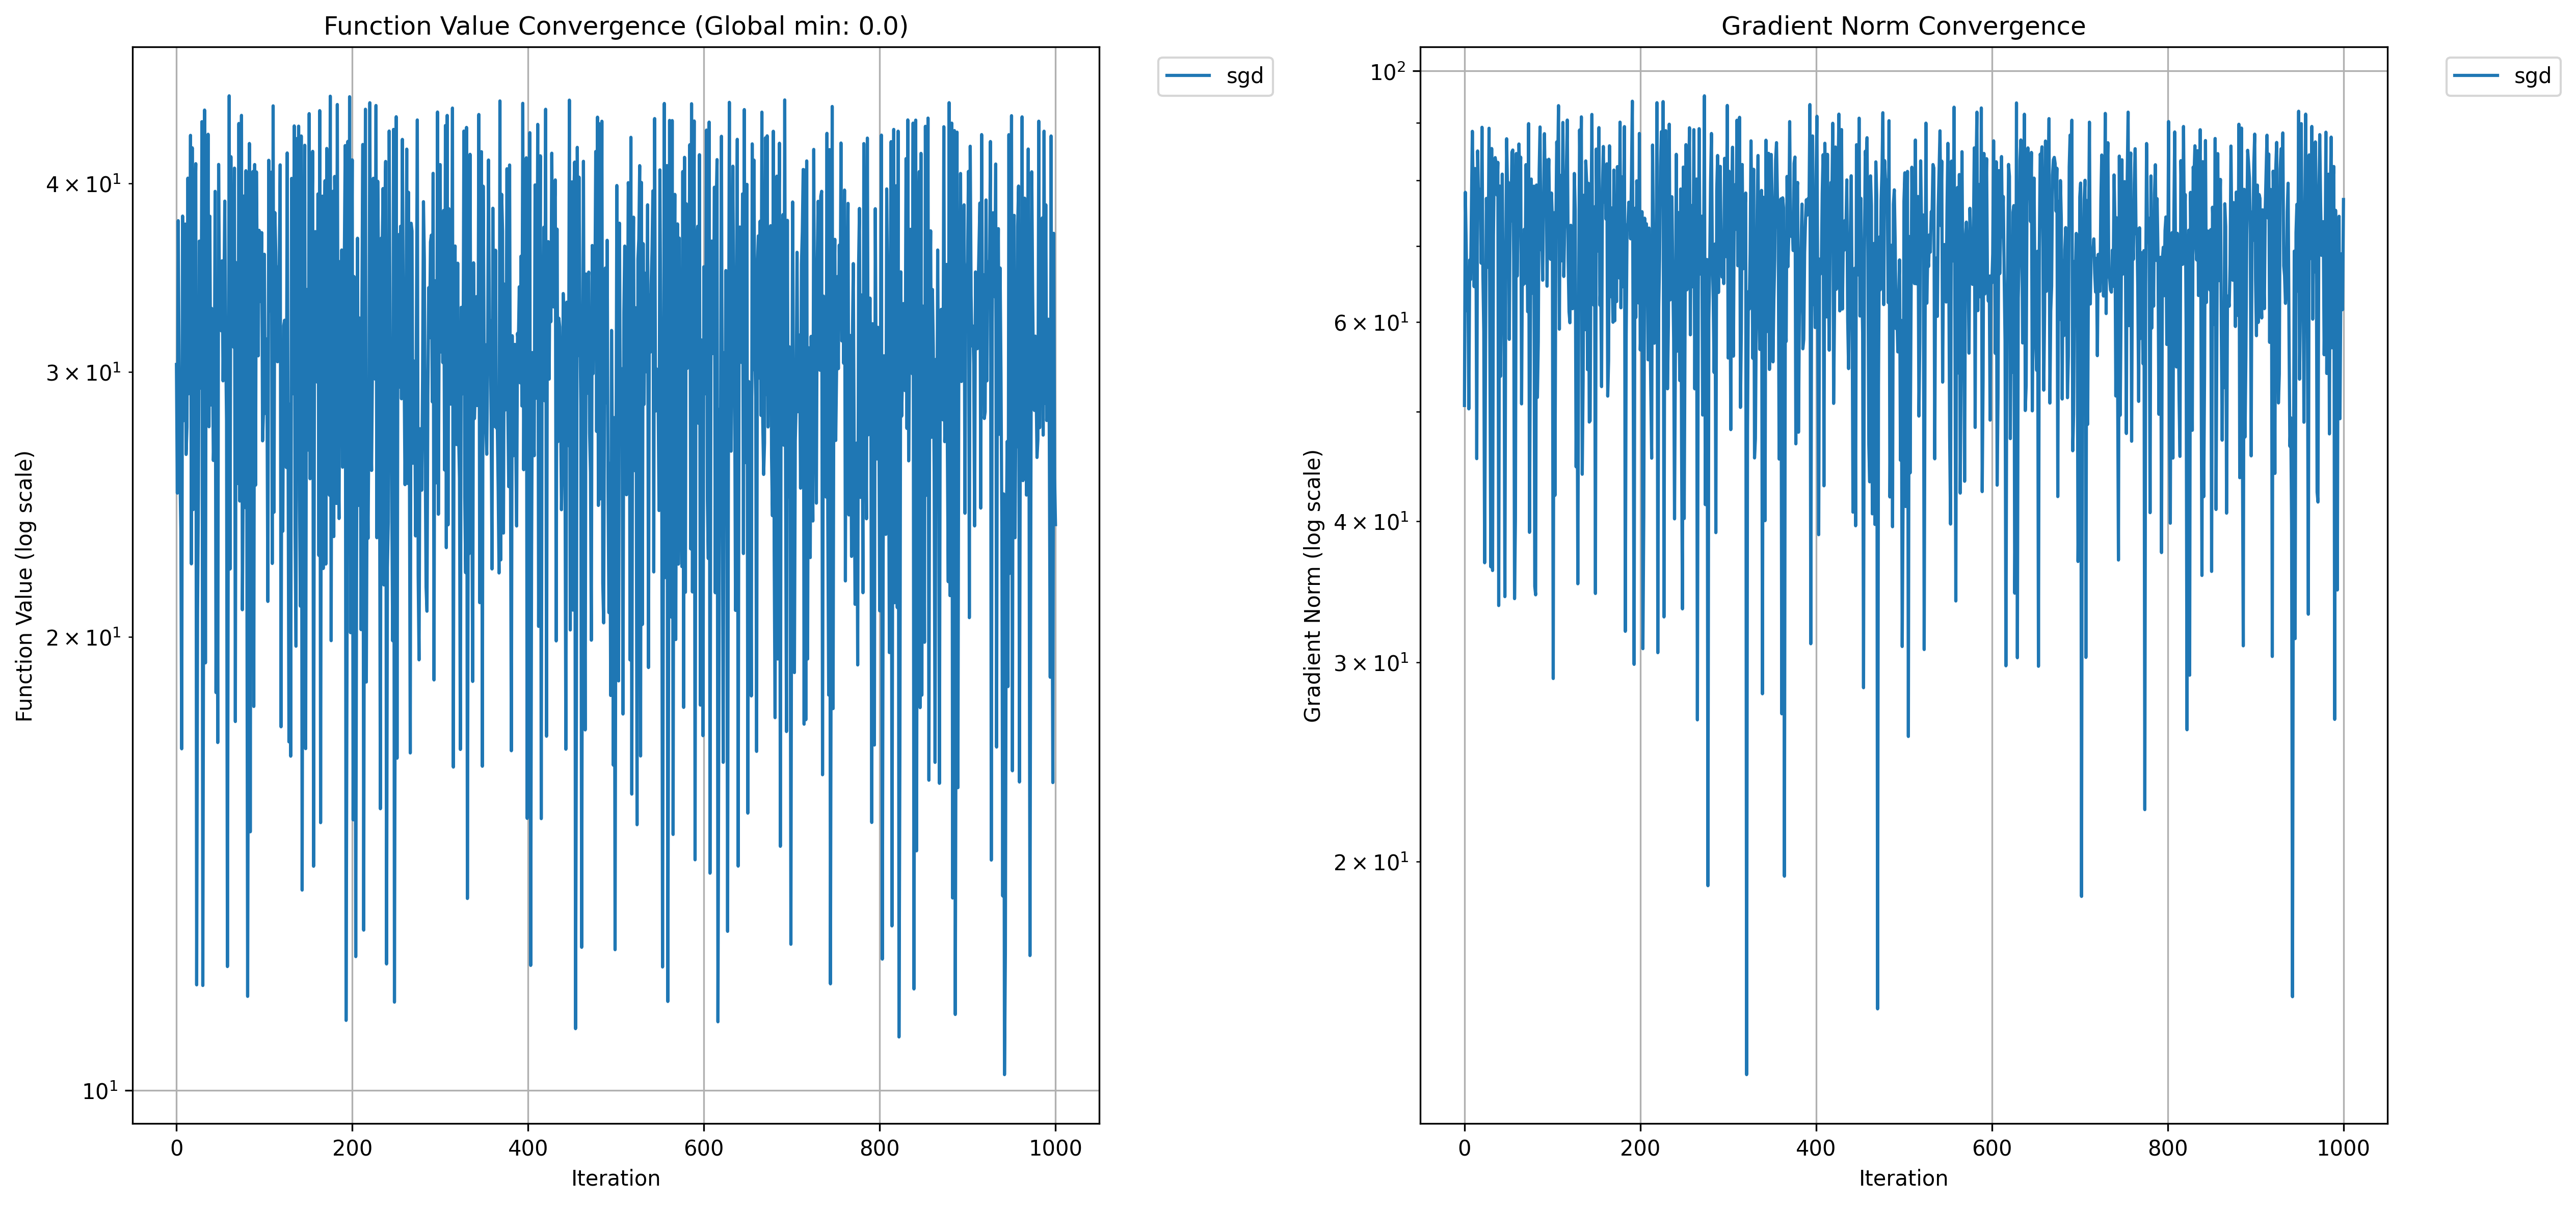 Function Value Convergence (Global min: 0.0)
Function Value (log scale)
4 × 10¹
3 × 10¹
2 × 10¹
10¹
0 200 400 600 800 1000
Iteration
sgd
Gradient Norm Convergence
Gradient Norm (log scale)
10²
6 × 10¹
4 × 10¹
3 × 10¹
2 × 10¹
0 200 400 600 800 1000
Iteration
sgd